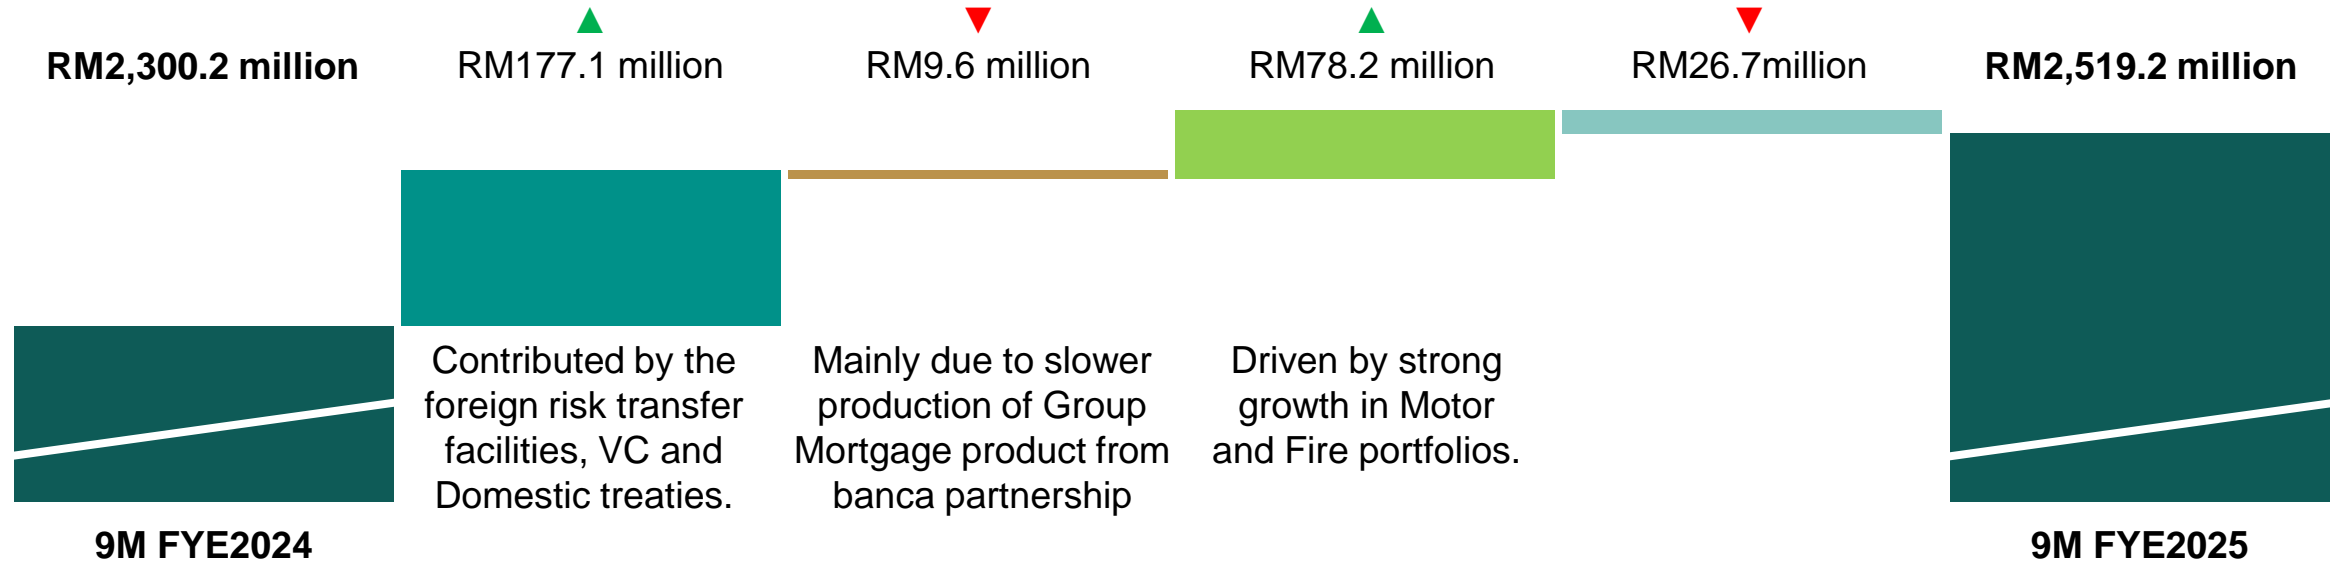 RM2,300.2 million
RM177.1 million
RM9.6 million
RM78.2 million
RM26.7million
RM2,519.2 million
Contributed by the
foreign risk transfer
facilities, VC and
Domestic treaties.
Mainly due to slower
production of Group
Mortgage product from
banca partnership
Driven by strong
growth in Motor
and Fire portfolios.
9M FYE2024
9M FYE2025